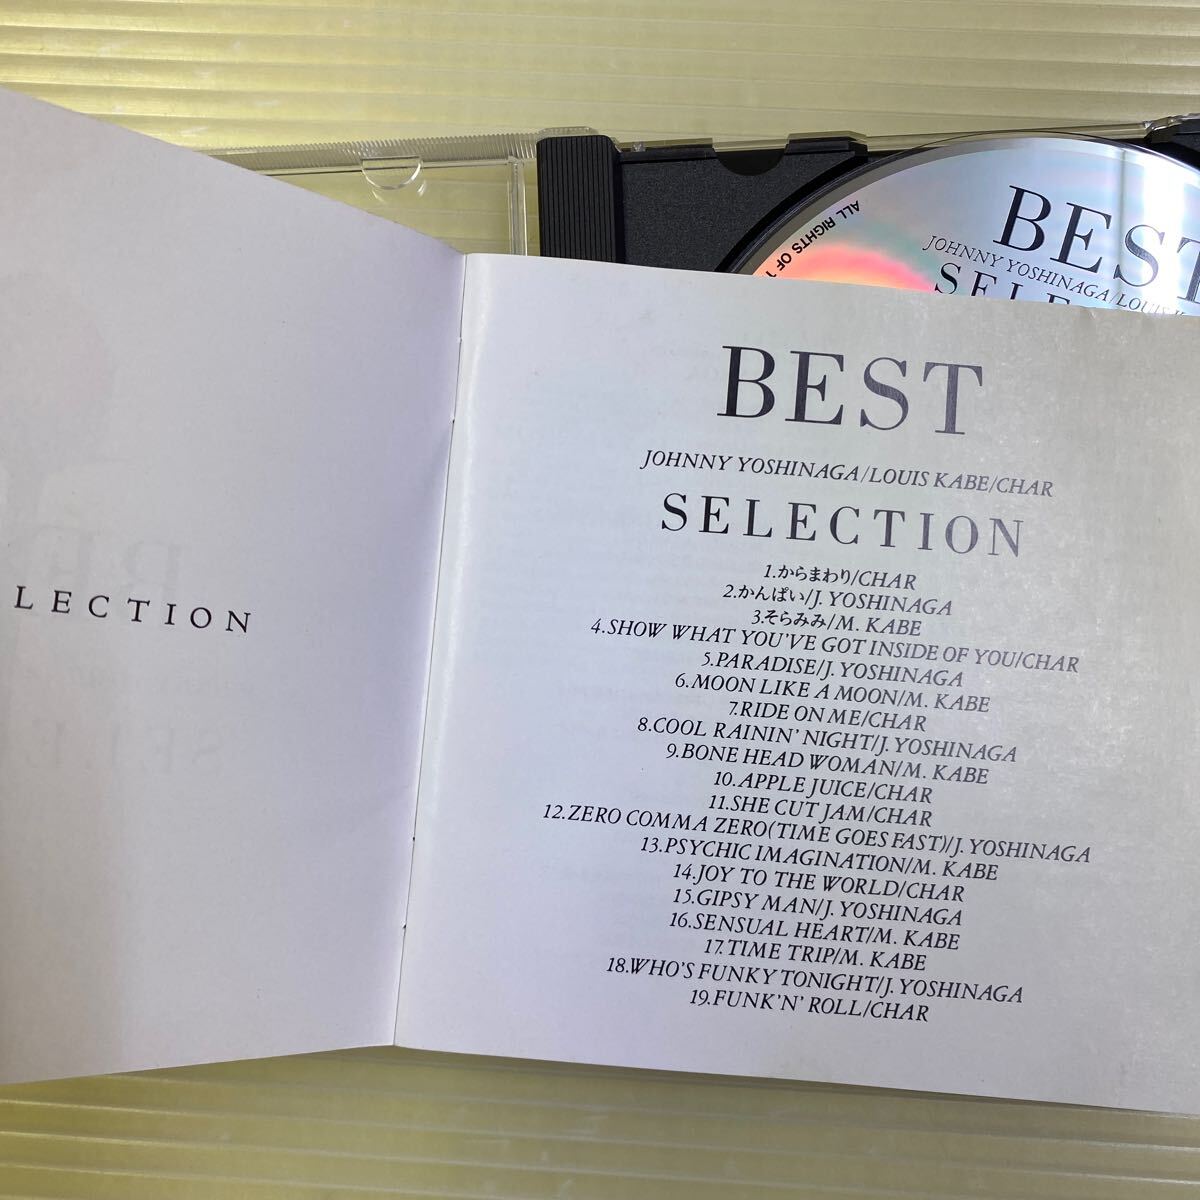 LECTION
ALL RIGHTS OF
BEST
JOHNNY YOSHINAGA/LOUIS K
SELE
BEST
JOHNNY YOSHINAGA/LOUIS KABE/CHAR
SELECTION
1.からまわり/CHAR
2.かんぱい/J. YOSHINAGA
3.そらみみ/M. KABE
4.SHOW WHAT YOU'VE GOT INSIDE OF YOU/CHAR
5.PARADISE/J. YOSHINAGA
6.MOON LIKE A MOON/M. KABE
7.RIDE ON ME/CHAR
8.COOL RAININ' NIGHT/J. YOSHINAGA
9.BONE HEAD WOMAN/M. KABE
10.APPLE JUICE/CHAR
11.SHE CUT JAM/CHAR
12.ZERO COMMA ZERO(TIME GOES FAST)/J. YOSHINAGA
13.PSYCHIC IMAGINATION/M. KABE
14.JOY TO THE WORLD/CHAR
15.GIPSY MAN/J. YOSHINAGA
16.SENSUAL HEART/M. KABE
17.TIME TRIP/M. KABE
18.WHO'S FUNKY TONIGHT/J. YOSHINAGA
19.FUNK'N' ROLL/CHAR